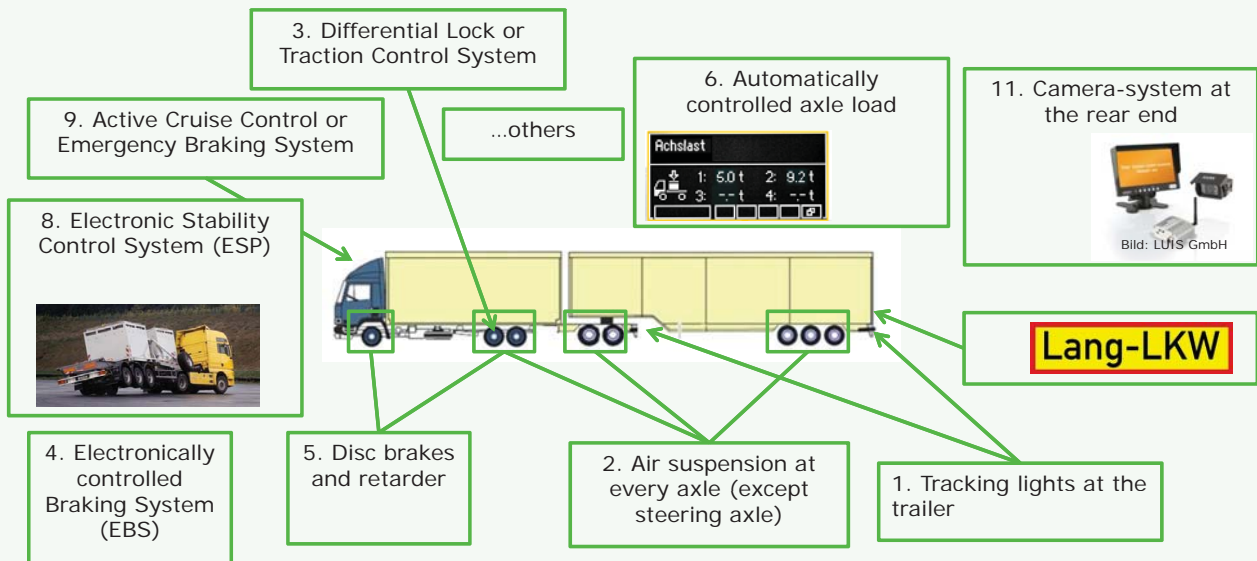 3. Differential Lock or
Traction Control System
6. Automatically
controlled axle load
Achslast
1: 6.0 t 2: 9.2 t
3: -.- t 4: -.- t
11. Camera-system at
the rear end
Bild: LUIS GmbH
9. Active Cruise Control or
Emergency Braking System
...others
8. Electronic Stability
Control System (ESP)
Lang-LKW
4. Electronically
controlled
Braking System
(EBS)
5. Disc brakes
and retarder
2. Air suspension at
every axle (except
steering axle)
1. Tracking lights at the
trailer